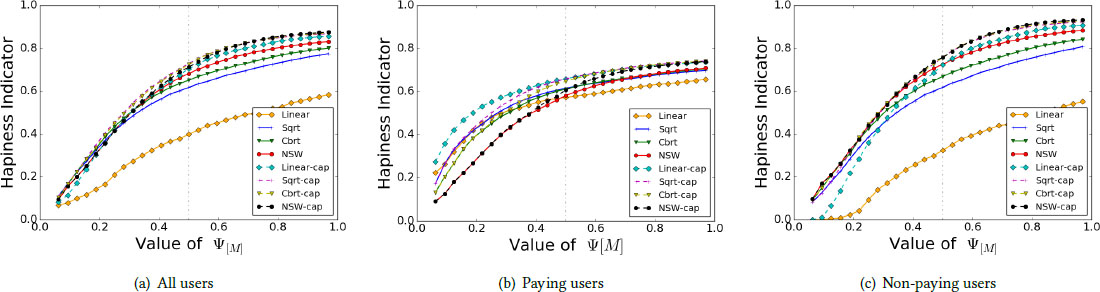 Hapiness Indicator
1.0
0.8
0.6
0.4
0.2
0.0
0.0 0.2 0.4 0.6 0.8 1.0
Value of Ψ[M]
Linear
Sqrt
Cbrt
NSW
Linear-cap
Sqrt-cap
Cbrt-cap
NSW-cap
(a) All users
Hapiness Indicator
1.0
0.8
0.6
0.4
0.2
0.0
0.0 0.2 0.4 0.6 0.8 1.0
Value of Ψ[M]
Linear
Sqrt
Cbrt
NSW
Linear-cap
Sqrt-cap
Cbrt-cap
NSW-cap
(b) Paying users
Hapiness Indicator
1.0
0.8
0.6
0.4
0.2
0.0
0.0 0.2 0.4 0.6 0.8 1.0
Value of Ψ[M]
Linear
Sqrt
Cbrt
NSW
Linear-cap
Sqrt-cap
Cbrt-cap
NSW-cap
(c) Non-paying users